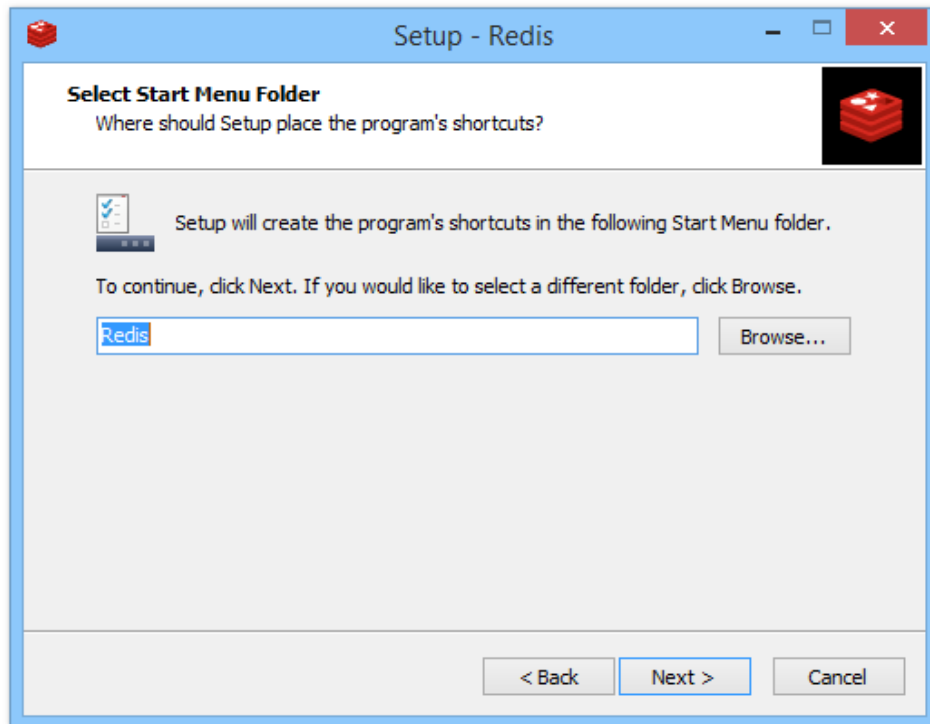 Setup - Redis
Select Start Menu Folder
Where should Setup place the program's shortcuts?
Setup will create the program's shortcuts in the following Start Menu folder.
To continue, click Next. If you would like to select a different folder, click Browse.
Redis
Browse...
< Back
Next >
Cancel